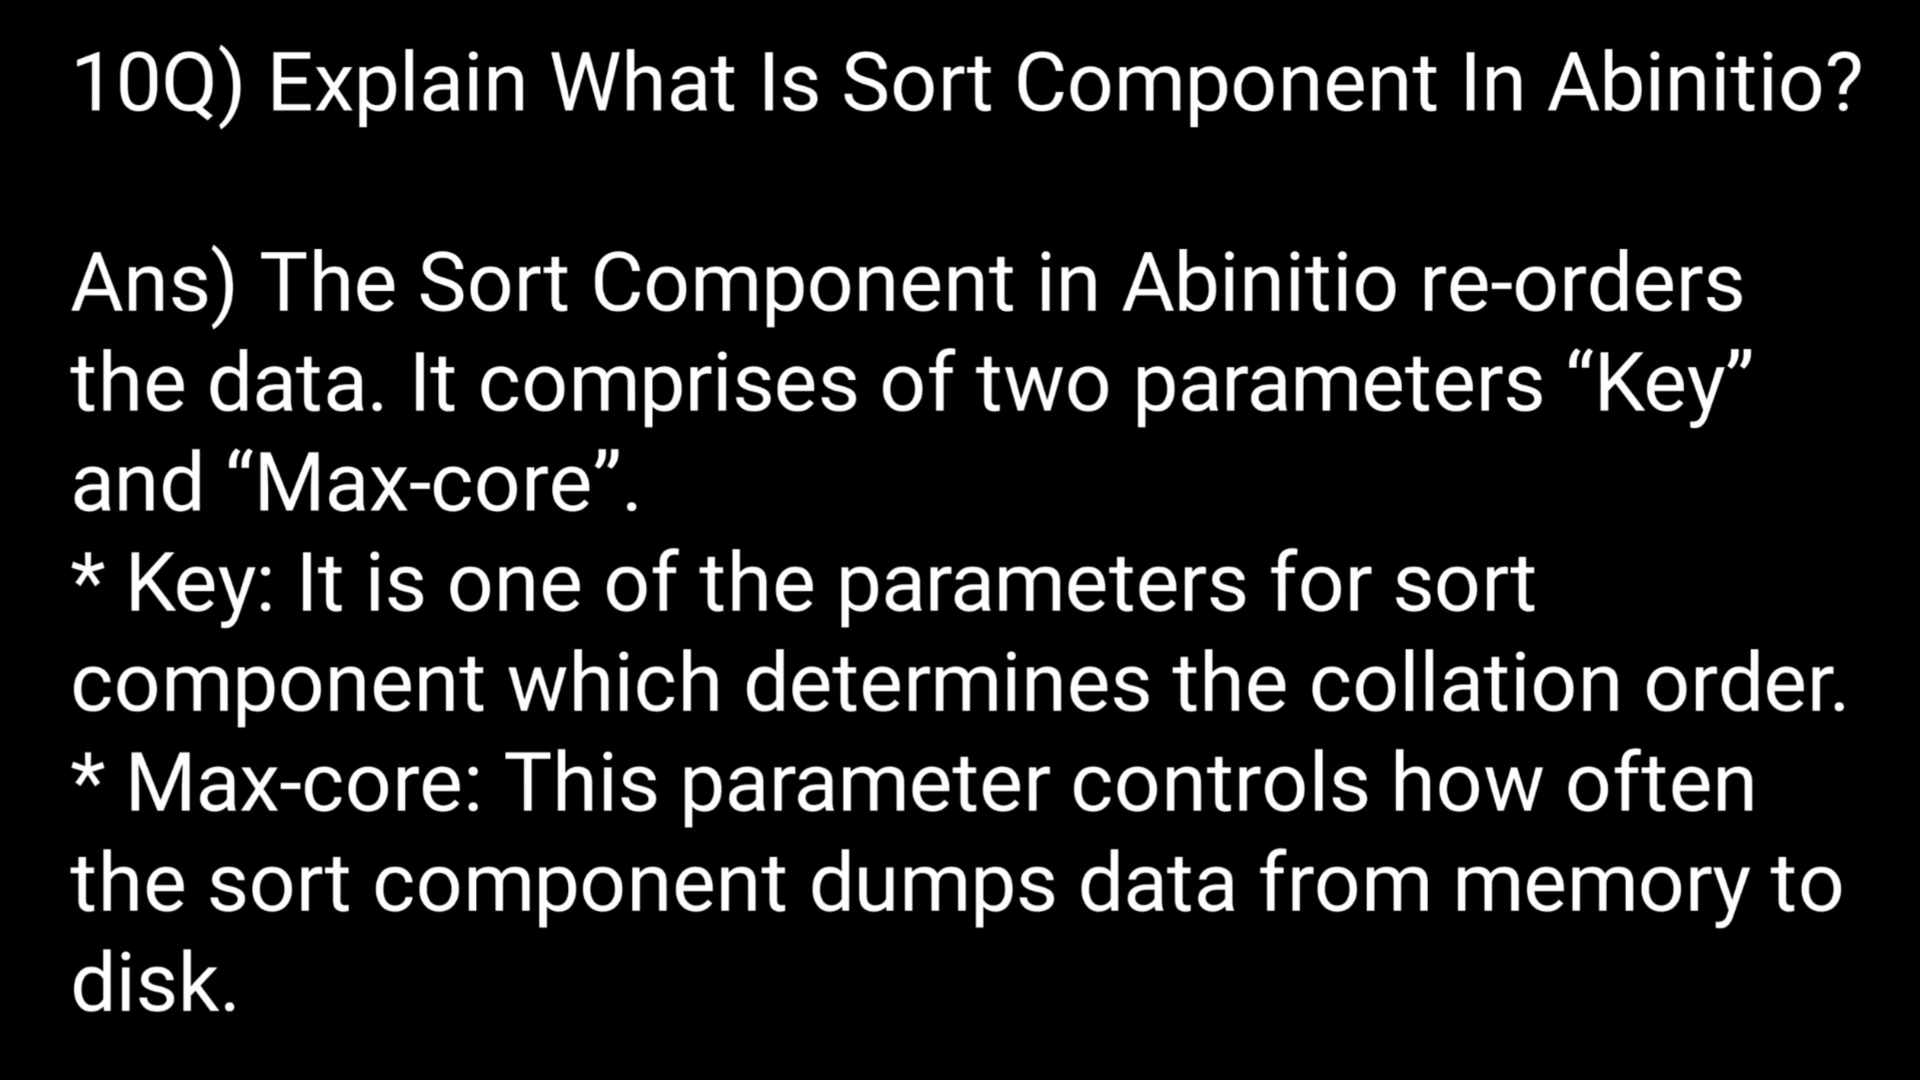 10Q) Explain What Is Sort Component In Abinitio?
Ans) The Sort Component in Abinitio re-orders
the data. It comprises of two parameters “Key”
and “Max-core”.
* Key: It is one of the parameters for sort
component which determines the collation order.
* Max-core: This parameter controls how often
the sort component dumps data from memory to
disk.